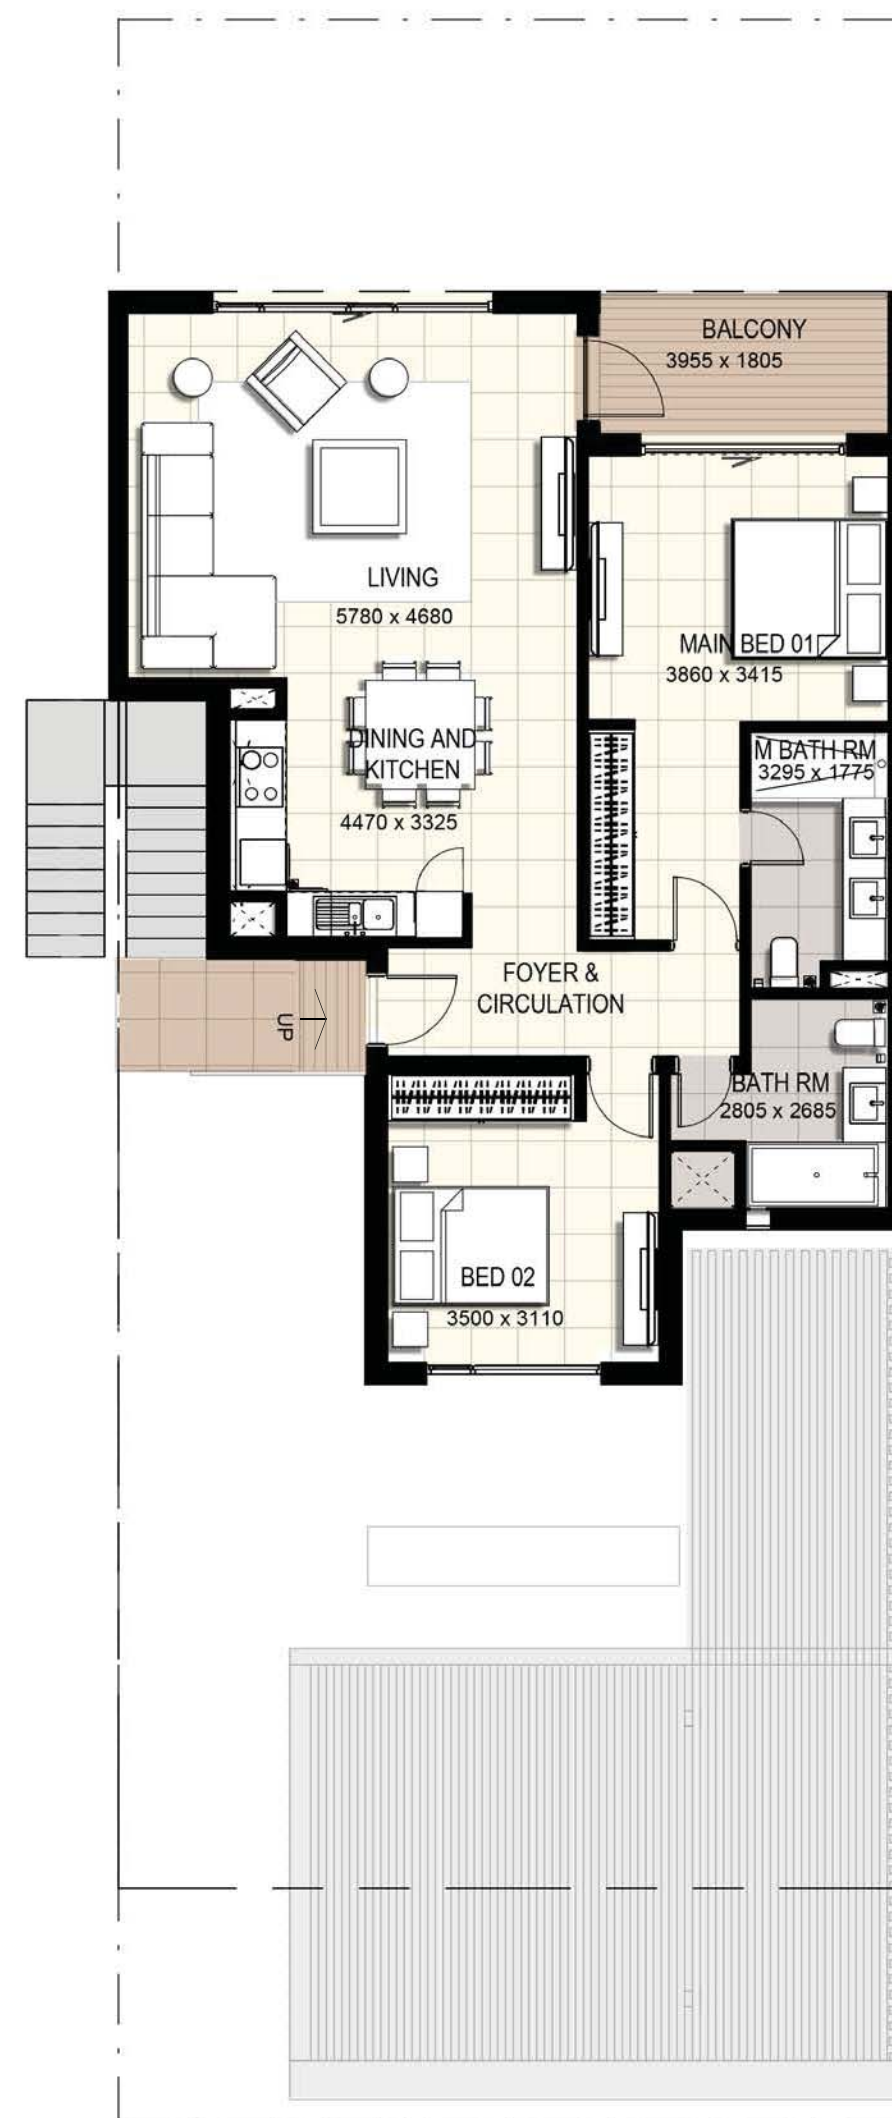 BALCONY
3955 x 1805
LIVING
5780 x 4680
MAIN BED 01
3860 x 3415
DINING AND
KITCHEN
4470 x 3325
M BATH RM
3295 x 1775
FOYER &
CIRCULATION
UP
BATH RM
2805 x 2685
BED 02
3500 x 3110